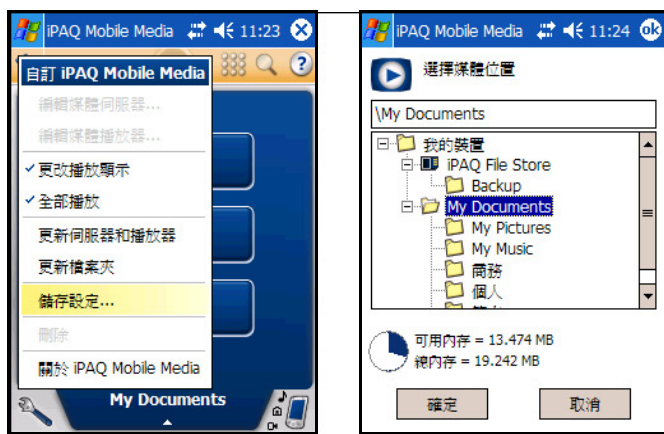 iPAQ Mobile Media 11:23
自訂 iPAQ Mobile Media
編輯媒體伺服器...
編輯媒體播放器...
更改播放顯示
全部播放
更新伺服器和播放器
更新檔案夾
儲存設定...
刪除
關於 iPAQ Mobile Media
My Documents
iPAQ Mobile Media 11:24 ok
選擇媒體位置
\My Documents
我的裝置
iPAQ File Store
Backup
My Documents
My Pictures
My Music
商務
個人
可用內存 = 13.474 MB
總內存 = 19.242 MB
確定 取消